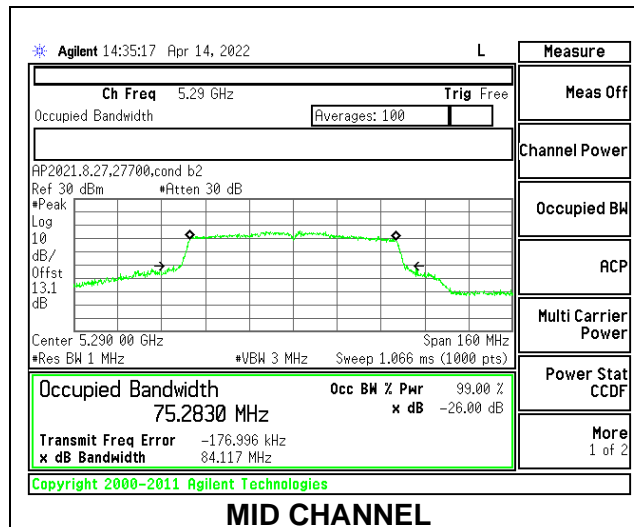 Agilent 14:35:17 Apr 14, 2022 L
Measure
Ch Freq 5.29 GHz Trig Free
Meas Off
Occupied Bandwidth Averages: 100
Channel Power
AP2021.8.27,27700,cond b2
Ref 30 dBm #Atten 30 dB
#Peak
Log
10
dB/
Offst
13.1
dB
Occupied BW
ACP
Center 5.290 00 GHz Span 160 MHz
#Res BW 1 MHz #VBW 3 MHz Sweep 1.066 ms (1000 pts)
Multi Carrier
Power
Occupied Bandwidth Occ BW % Pwr 99.00 %
75.2830 MHz x dB -26.00 dB
Power Stat
CCDF
Transmit Freq Error -176.996 kHz
x dB Bandwidth 84.117 MHz
More
1 of 2
Copyright 2000-2011 Agilent Technologies
MID CHANNEL